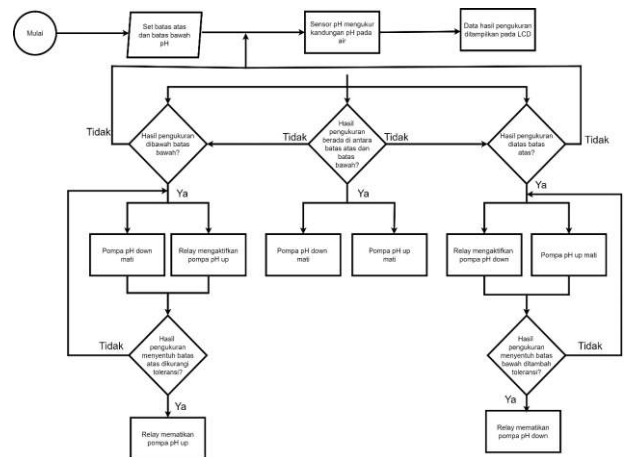 Mulai
Set batas atas
dan batas bawah
pH
Sensor pH mengukur
kandungan pH pada
air
Data hasil pengukuran
ditampilkan pada LCD
Tidak
Hasil
pengukuran
dibawah batas
bawah?
Tidak
Hasil
pengukuran
berada di antara
batas atas dan
batas
bawah?
Tidak
Hasil
pengukuran
diatas batas
atas?
Tidak
Ya
Ya
Ya
Pompa pH down
mati
Relay mengaktifkan
pompa pH up
Pompa pH down
mati
Pompa pH up
mati
Relay mengaktifkan
pompa pH down
Pompa pH up mati
Tidak
Hasil
pengukuran
menyentuh batas
atas dikurangi
toleransi?
Hasil
pengukuran
menyentuh batas
bawah ditambah
toleransi?
Tidak
Ya
Ya
Relay mematikan
pompa pH up
Relay mematikan
pompa pH down